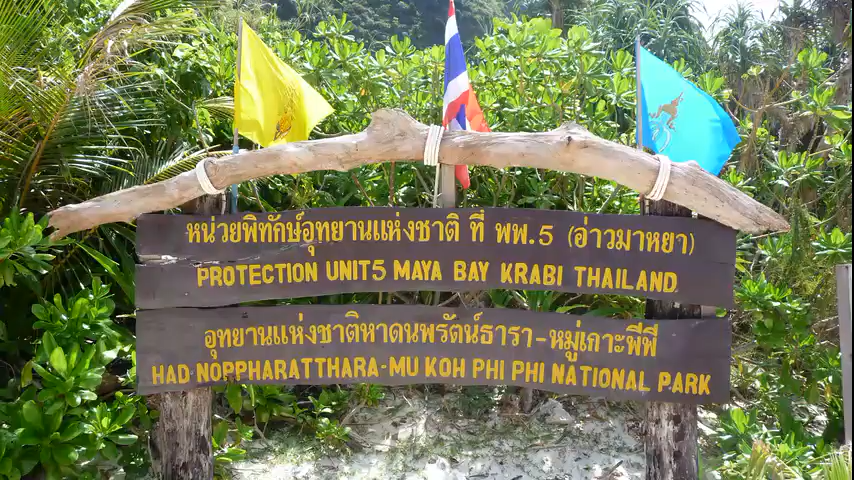 หน่วยพิทักษ์อุทยานแห่งชาติ ที่ พพ.5 (อ่าวมาหยา)
PROTECTION UNIT5 MAYA BAY KRABI THAILAND
อุทยานแห่งชาติหาดนพรัตน์ธารา-หมู่เกาะพีพี
HAD NOPPHARATTHARA-MU KOH PHI PHI NATIONAL PARK